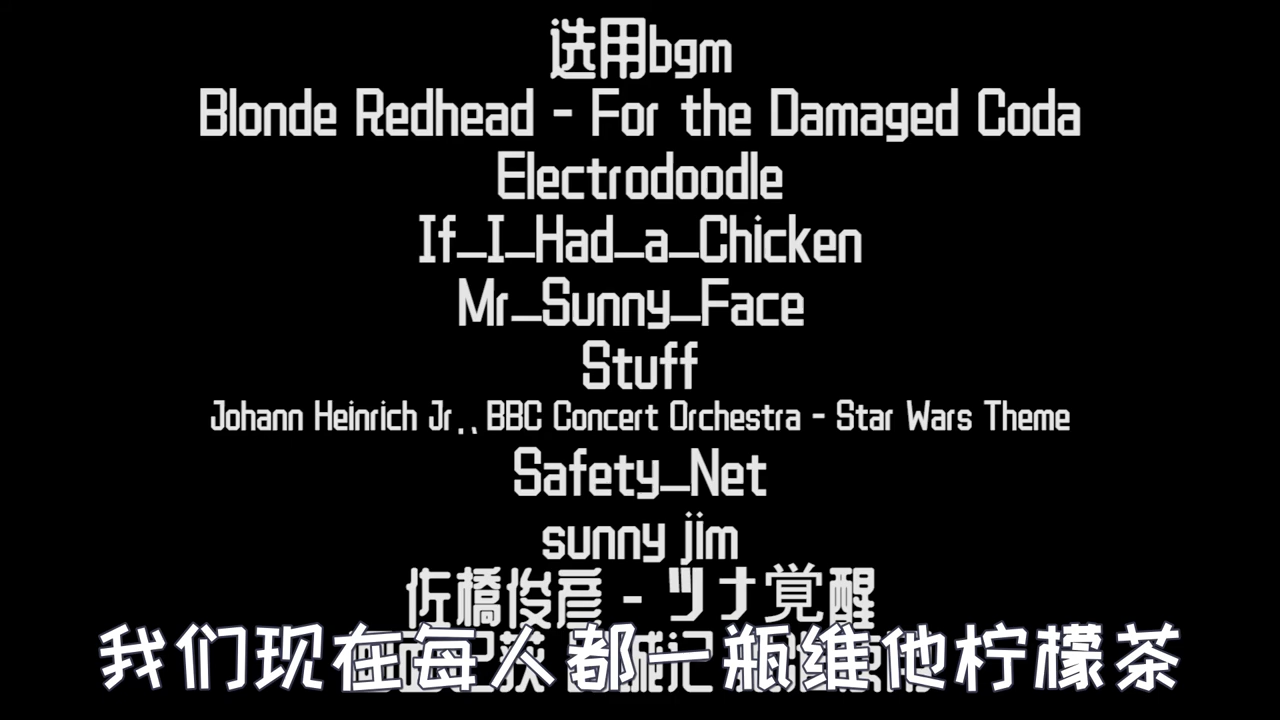 选用bgm
Blonde Redhead - For the Damaged Coda
Electrodoodle
If_I_Had_a_Chicken
Mr_Sunny_Face
Stuff
Johann Heinrich Jr.、BBC Concert Orchestra - Star Wars Theme
Safety_Net
sunny jim
佐橋俊彦 - ツナ覚醒
我们现在每人都一瓶维他柠檬茶